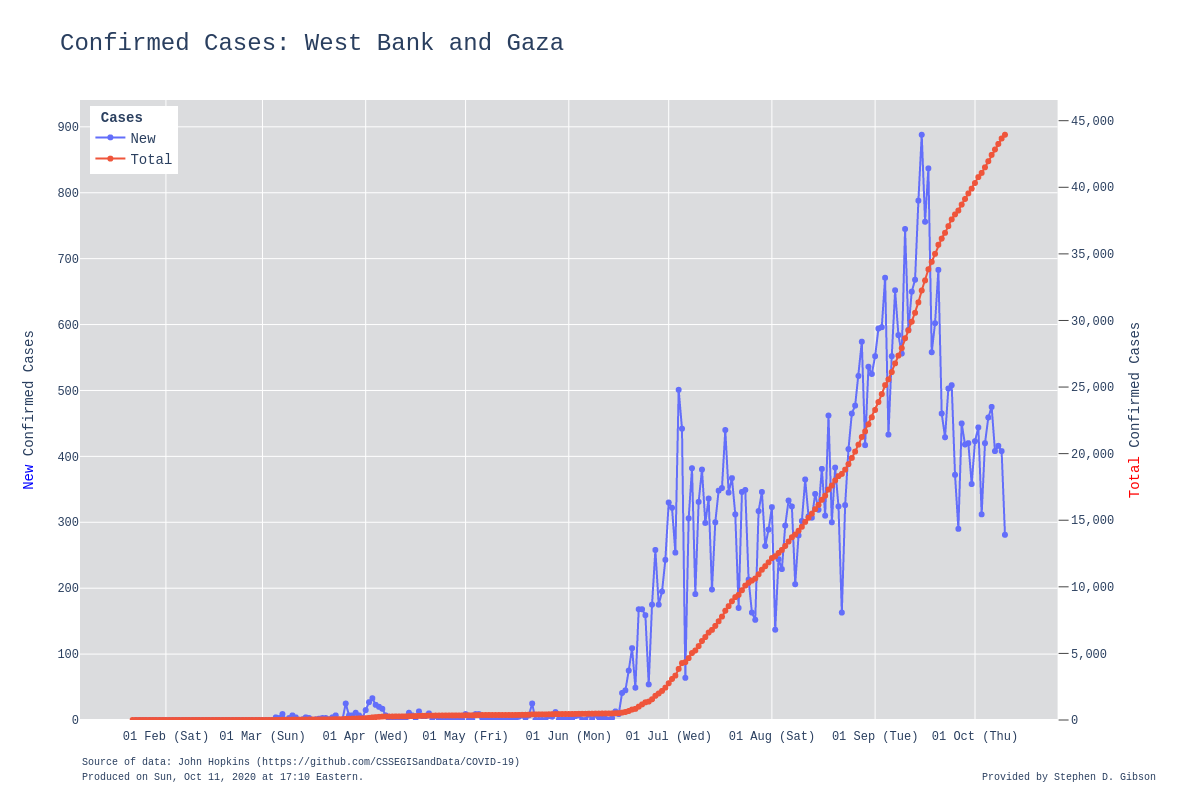 Confirmed Cases: West Bank and Gaza
Cases
New
Total
900
800
700
600
500
400
300
200
100
0
New Confirmed Cases
45,000
40,000
35,000
30,000
25,000
20,000
15,000
10,000
5,000
0
Total Confirmed Cases
01 Feb (Sat) 01 Mar (Sun) 01 Apr (Wed) 01 May (Fri) 01 Jun (Mon) 01 Jul (Wed) 01 Aug (Sat) 01 Sep (Tue) 01 Oct (Thu)
Source of data: John Hopkins (https://github.com/CSSEGISandData/COVID-19)
Produced on Sun, Oct 11, 2020 at 17:10 Eastern.
Provided by Stephen D. Gibson